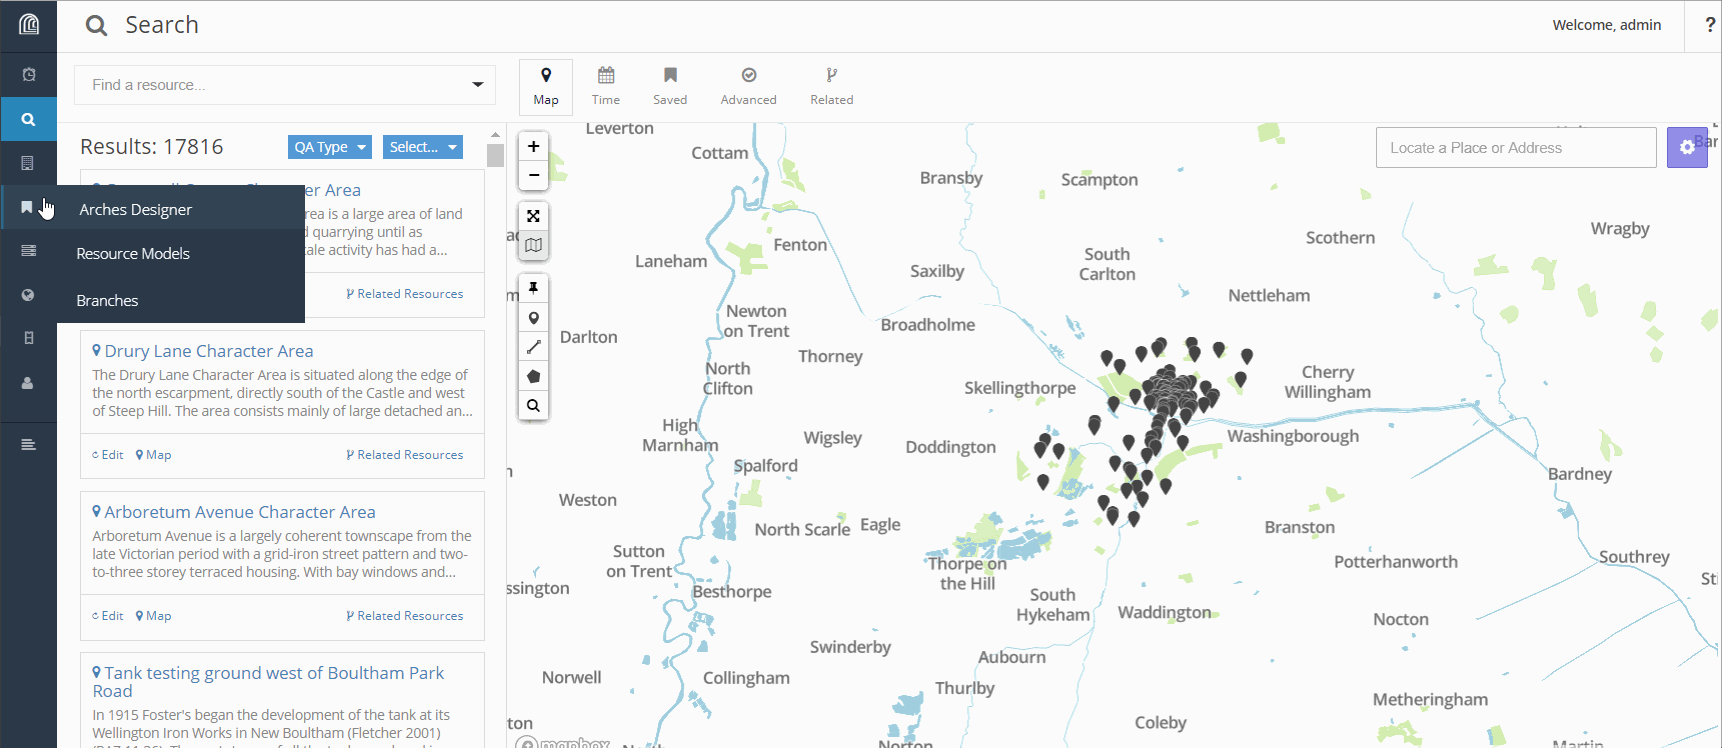 Search
Welcome, admin
?
Find a resource...
Map
Time
Saved
Advanced
Related
Results: 17816
QA Type
Select...
er Area
rea is a large area of land
d quarrying until as
ale activity has had a...
Related Resources
Arches Designer
Resource Models
Branches
Drury Lane Character Area
The Drury Lane Character Area is situated along the edge of
the north escarpment, directly south of the Castle and west
of Steep Hill. The area consists mainly of large detached an...
Edit Map Related Resources
Arboretum Avenue Character Area
Arboretum Avenue is a largely coherent townscape from the
late Victorian period with a grid-iron street pattern and two-
to-three storey terraced housing. With bay windows and...
Edit Map Related Resources
Tank testing ground west of Boultham Park
Road
In 1915 Foster's began the development of the tank at its
Wellington Iron Works in New Boultham (Fletcher 2001)
Locate a Place or Address
Leverton
Cottam
Bransby
Scampton
Wragby
Fenton
Scothern
Laneham
Saxilby
South
Carlton
Nettleham
Newton
on Trent
Broadholme
Darlton
Thorney
North
Clifton
Skellingthorpe
Cherry
Willingham
High
Marnham
Wigsley
Doddington
Washingborough
Spalford
Bardney
Weston
North Scarle
Eagle
Branston
Sutton
on Trent
Thorpe on
the Hill
Potterhanworth
Southrey
ssington
Besthorpe
South
Hykeham
Waddington
Nocton
Swinderby
Aubourn
Norwell
Collingham
Thurlby
Metheringham
ton
Coleby
mapbox
Norton
Martin